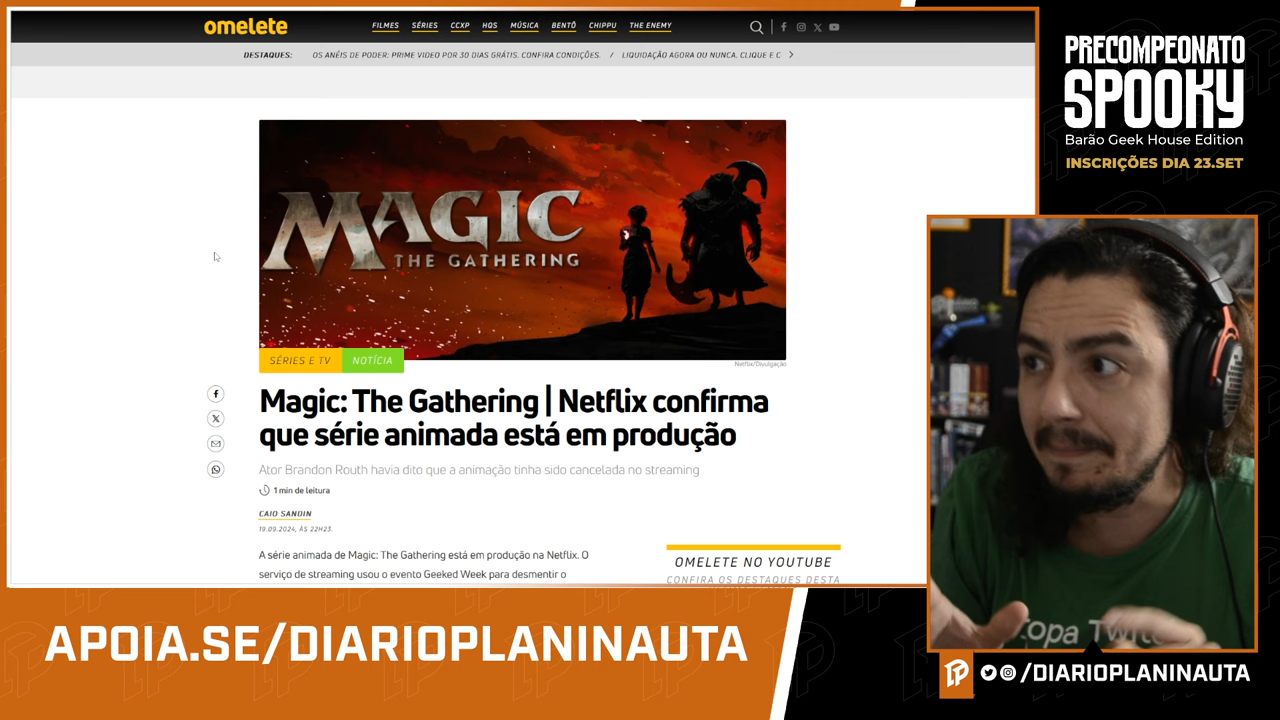 omelete
FILMES SÉRIES CCXP HQS MÚSICA BENTÔ CHIPPU THE ENEMY
DESTAQUES: OS ANÉIS DE PODER: PRIME VIDEO POR 30 DIAS GRÁTIS. CONFIRA CONDIÇÕES. / LIQUIDAÇÃO AGORA OU NUNCA. CLIQUE E C
MAGIC
THE GATHERING
SÉRIES E TV NOTÍCIA
Netflix/Divulgação
Magic: The Gathering | Netflix confirma
que série animada está em produção
Ator Brandon Routh havia dito que a animação tinha sido cancelada no streaming
1 min de leitura
CAIO SANDIN
19.09.2024, ÀS 22H23
A série animada de Magic: The Gathering está em produção na Netflix. O
serviço de streaming usou o evento Geeked Week para desmentir o
OMELETE NO YOUTUBE
CONFIRA OS DESTAQUES DESTA
PRECOMPEONATO
SPOOKY
Barão Geek House Edition
INSCRIÇÕES DIA 23.SET
APOIA.SE/DIARIOPLANINAUTA
/DIARIOPLANINAUTA